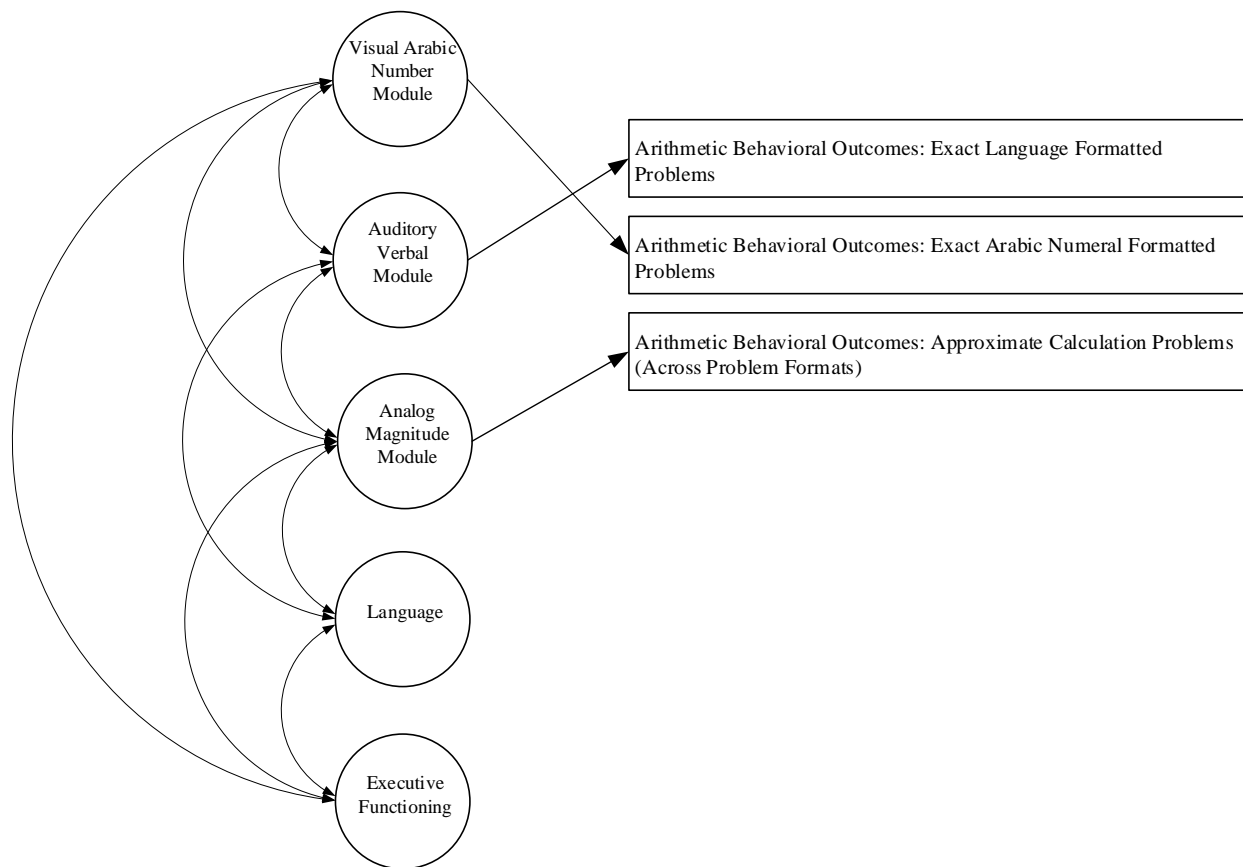 Visual Arabic
Number
Module
Auditory
Verbal
Module
Analog
Magnitude
Module
Language
Executive
Functioning
Arithmetic Behavioral Outcomes: Exact Language Formatted
Problems
Arithmetic Behavioral Outcomes: Exact Arabic Numeral Formatted
Problems
Arithmetic Behavioral Outcomes: Approximate Calculation Problems
(Across Problem Formats)